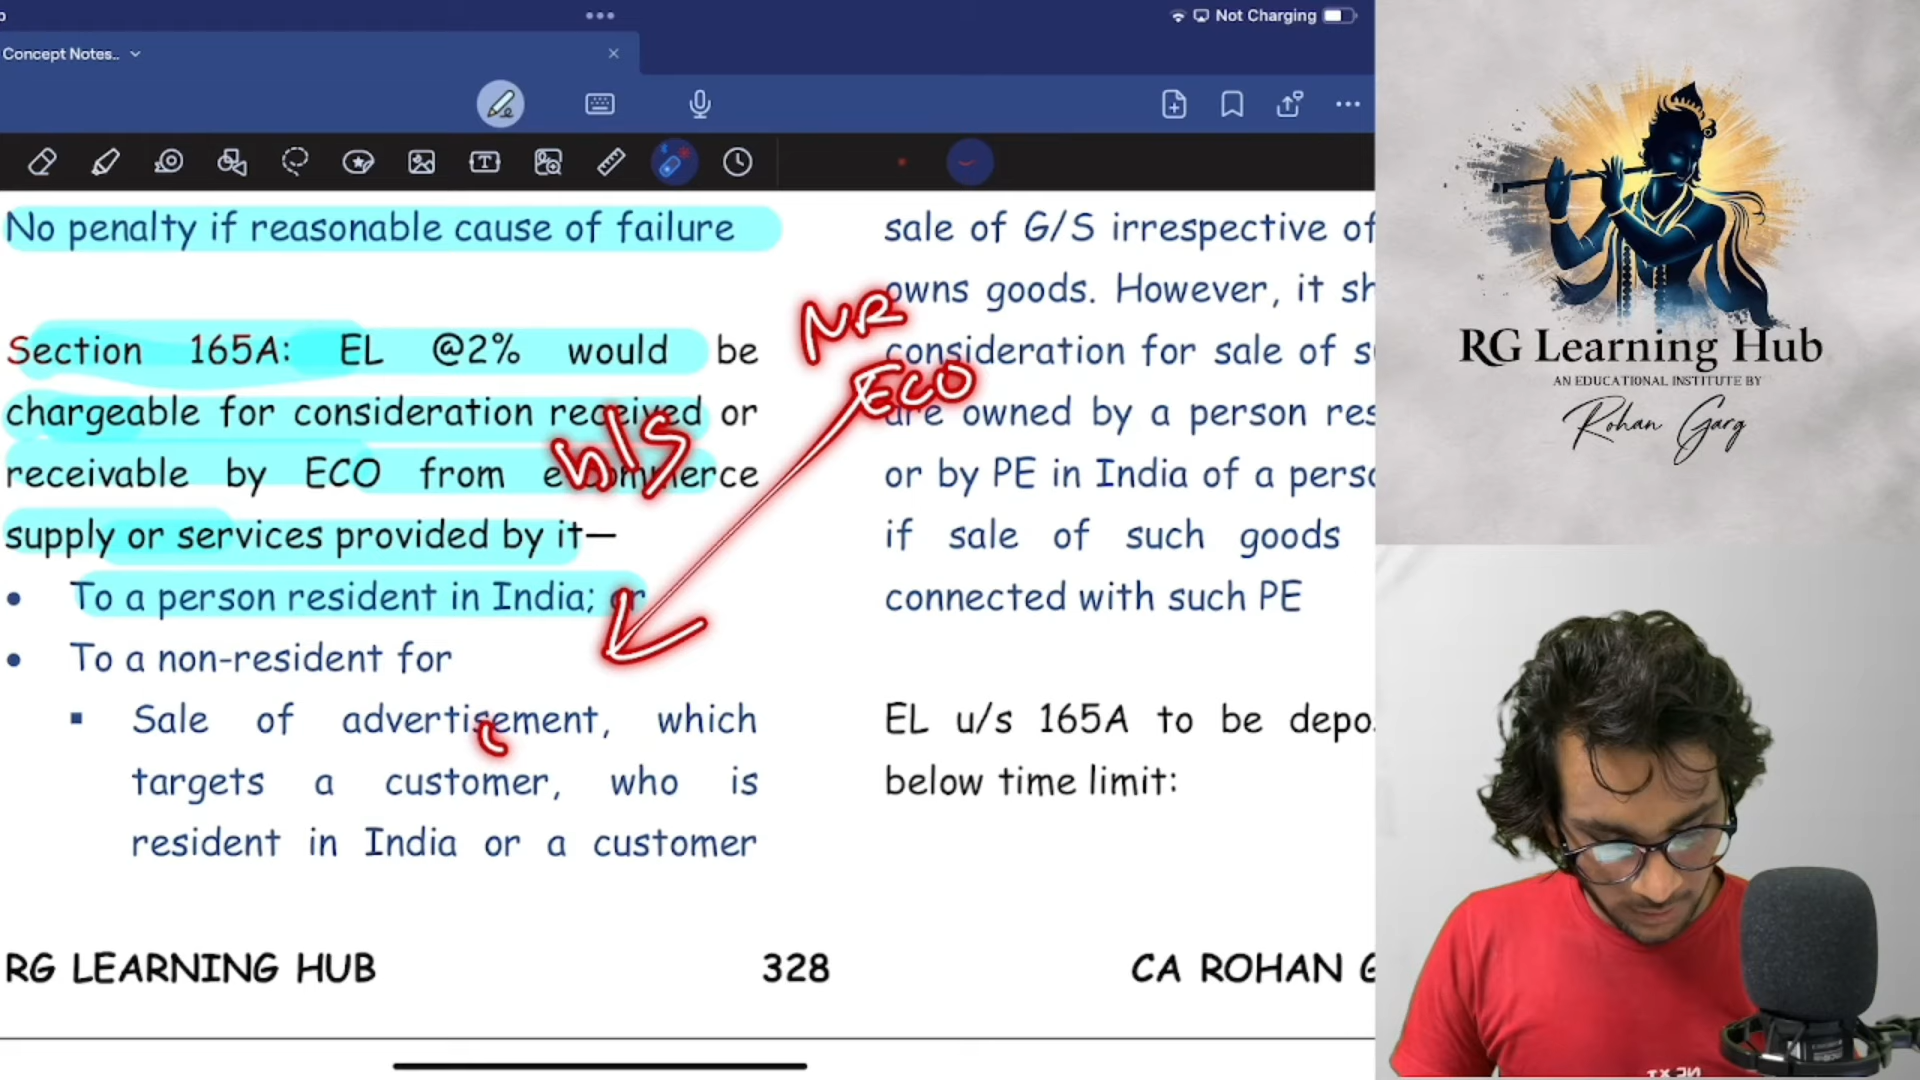 Not Charging
Concept Notes..
No penalty if reasonable cause of failure
Section 165A: EL @2% would be
chargeable for consideration received or
receivable by ECO from ecommerce
supply or services provided by it—
• To a person resident in India; or
• To a non-resident for
▪ Sale of advertisement, which
targets a customer, who is
resident in India or a customer
NR
ECO
sale of G/S irrespective of
owns goods. However, it sh
consideration for sale of s
are owned by a person res
or by PE in India of a pers
if sale of such goods
connected with such PE
EL u/s 165A to be depo
below time limit:
RG LEARNING HUB
328
CA ROHAN G
RG Learning Hub
AN EDUCATIONAL INSTITUTE BY
Rohan Garg